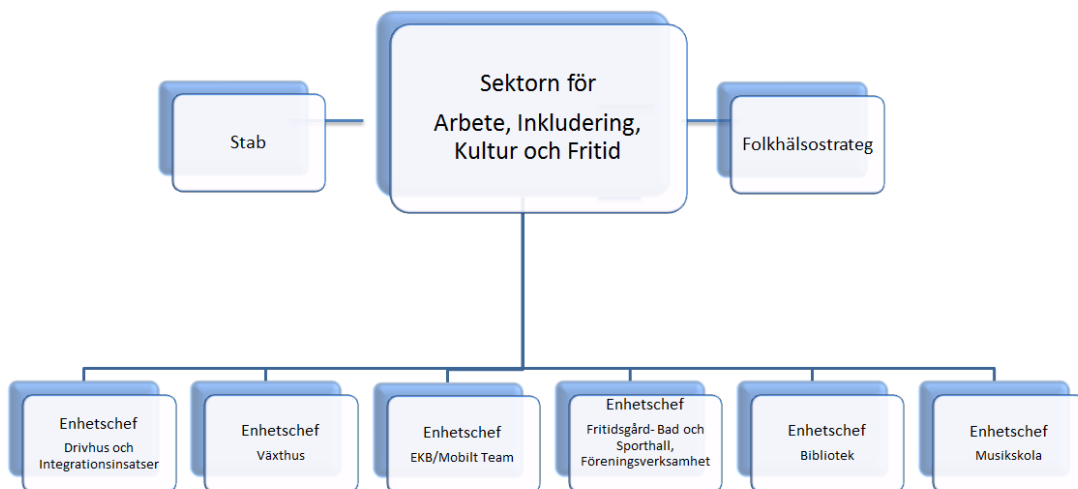 Sektorn för
Arbete, Inkludering,
Kultur och Fritid
Stab
Folkhälsostrateg
Enhetschef
Drivhus och
Integrationsinsatser
Enhetschef
Växthus
Enhetschef
EKB/Mobilt Team
Enhetschef
Fritidsgård- Bad och
Sporthall,
Föreningsverksamhet
Enhetschef
Bibliotek
Enhetschef
Musikskola